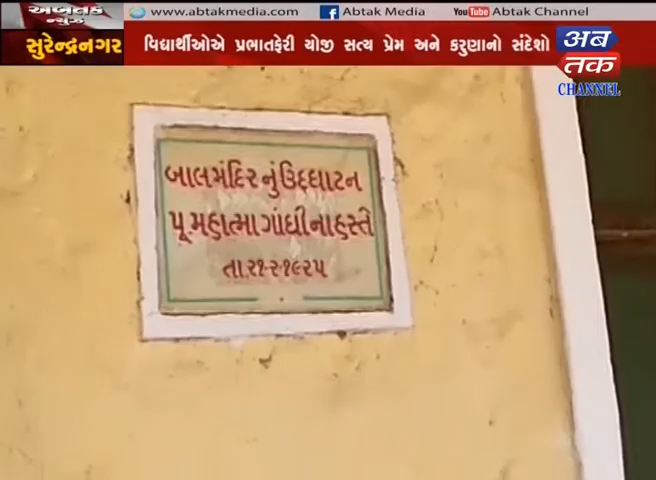 અબતક
ન્યુઝ
www.abtakmedia.com
Abtak Media
YouTube Abtak Channel
સુરેન્દ્રનગર
વિદ્યાર્થીઓએ પ્રભાતફેરી યોજી સત્ય પ્રેમ અને કરુણાનો સંદેશો
અબ
તક
CHANNEL
બાલમંદિરનુંઉદ્દઘાટન
પૂ.મહાત્મા ગાંધીના હસ્તે
તા.૨૧-૨-૧૯૨૫